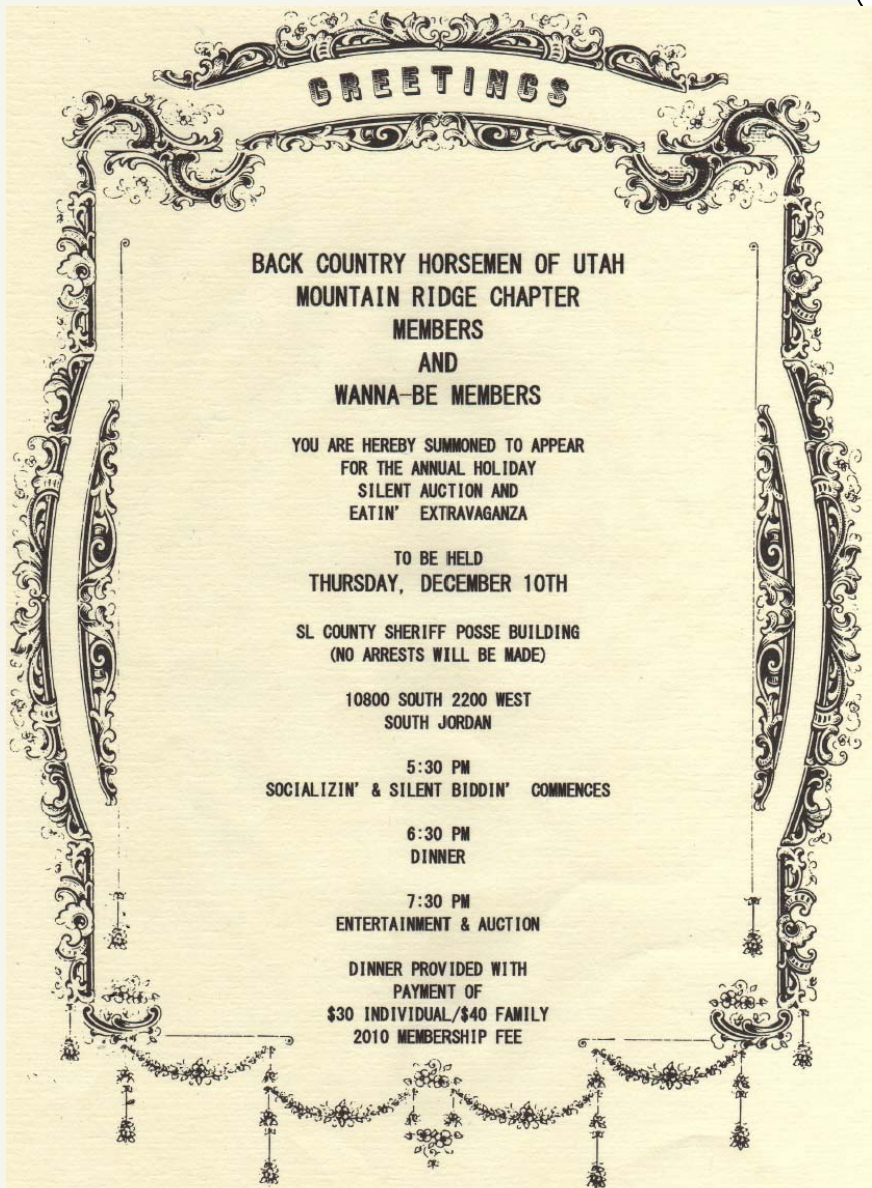 GREETINGS
BACK COUNTRY HORSEMEN OF UTAH
MOUNTAIN RIDGE CHAPTER
MEMBERS
AND
WANNA-BE MEMBERS
YOU ARE HEREBY SUMMONED TO APPEAR
FOR THE ANNUAL HOLIDAY
SILENT AUCTION AND
EATIN' EXTRAVAGANZA
TO BE HELD
THURSDAY, DECEMBER 10TH
SL COUNTY SHERIFF POSSE BUILDING
(NO ARRESTS WILL BE MADE)
10800 SOUTH 2200 WEST
SOUTH JORDAN
5:30 PM
SOCIALIZIN' & SILENT BIDDIN' COMMENCES
6:30 PM
DINNER
7:30 PM
ENTERTAINMENT & AUCTION
DINNER PROVIDED WITH
PAYMENT OF
$30 INDIVIDUAL/$40 FAMILY
2010 MEMBERSHIP FEE